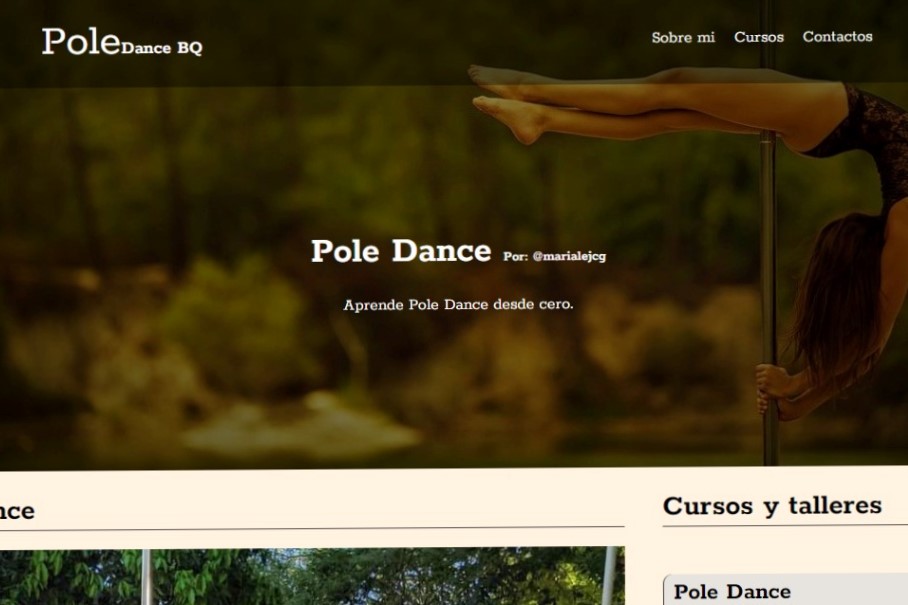 PoleDance BQ
Sobre mi Cursos Contactos
Pole Dance Por: @marialejcg
Aprende Pole Dance desde cero.
Cursos y talleres
Pole Dance